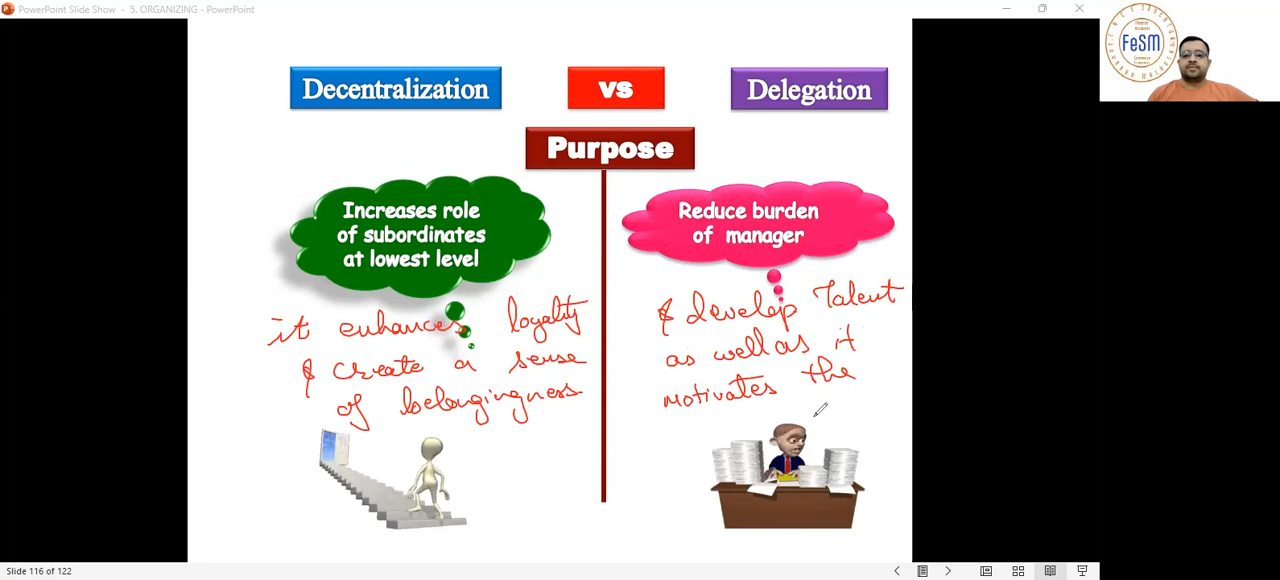 PowerPoint Slide Show - 5. ORGANIZING - PowerPoint
FeSM
Decentralization
vs
Delegation
Purpose
Increases role
of subordinates
at lowest level
it enhances loyality
& create a sense
of belongingness
Reduce burden
of manager
& develop Talent
as well as it
motivates the
Slide 116 of 122